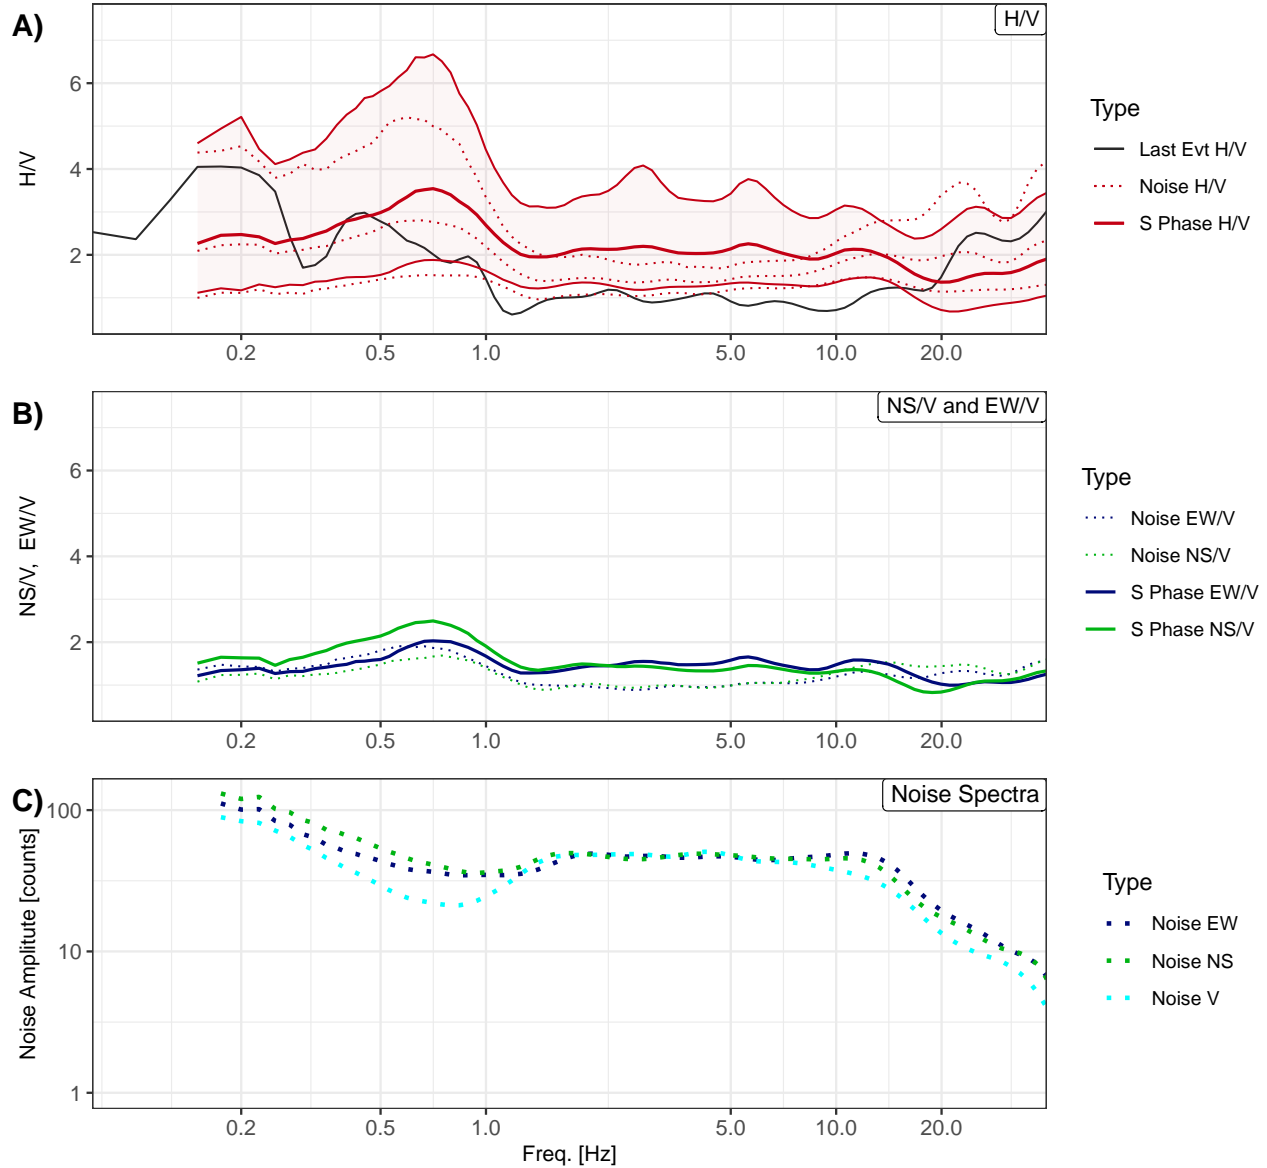 A)
H/V
6
4
2
H/V
0.2 0.5 1.0 5.0 10.0 20.0
Type
Last Evt H/V
Noise H/V
S Phase H/V
B)
NS/V and EW/V
6
4
2
NS/V, EW/V
0.2 0.5 1.0 5.0 10.0 20.0
Type
Noise EW/V
Noise NS/V
S Phase EW/V
S Phase NS/V
C)
Noise Spectra
100
10
1
Noise Amplitute [counts]
0.2 0.5 1.0 5.0 10.0 20.0
Freq. [Hz]
Type
Noise EW
Noise NS
Noise V